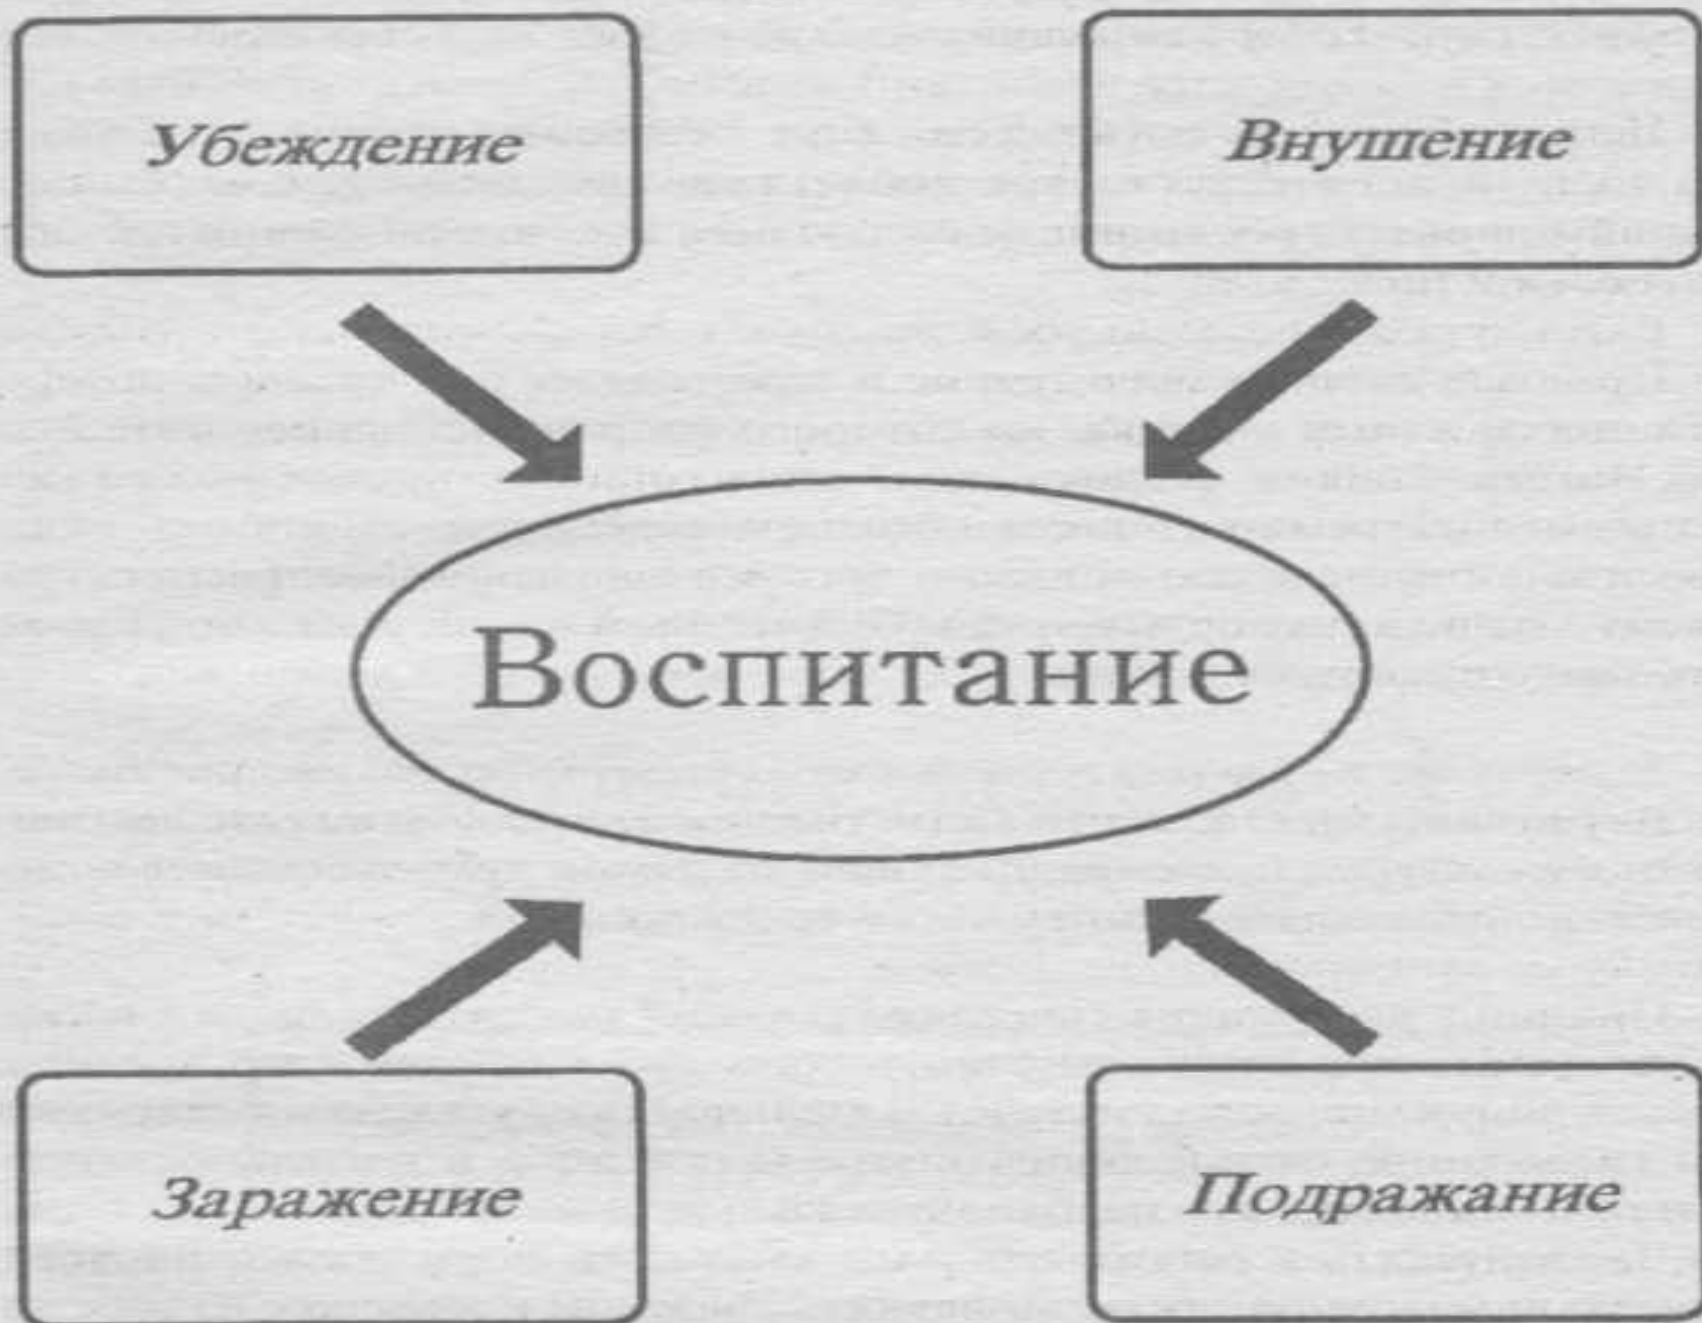 Убеждение
Внушение
Воспитание
Заражение
Подражание